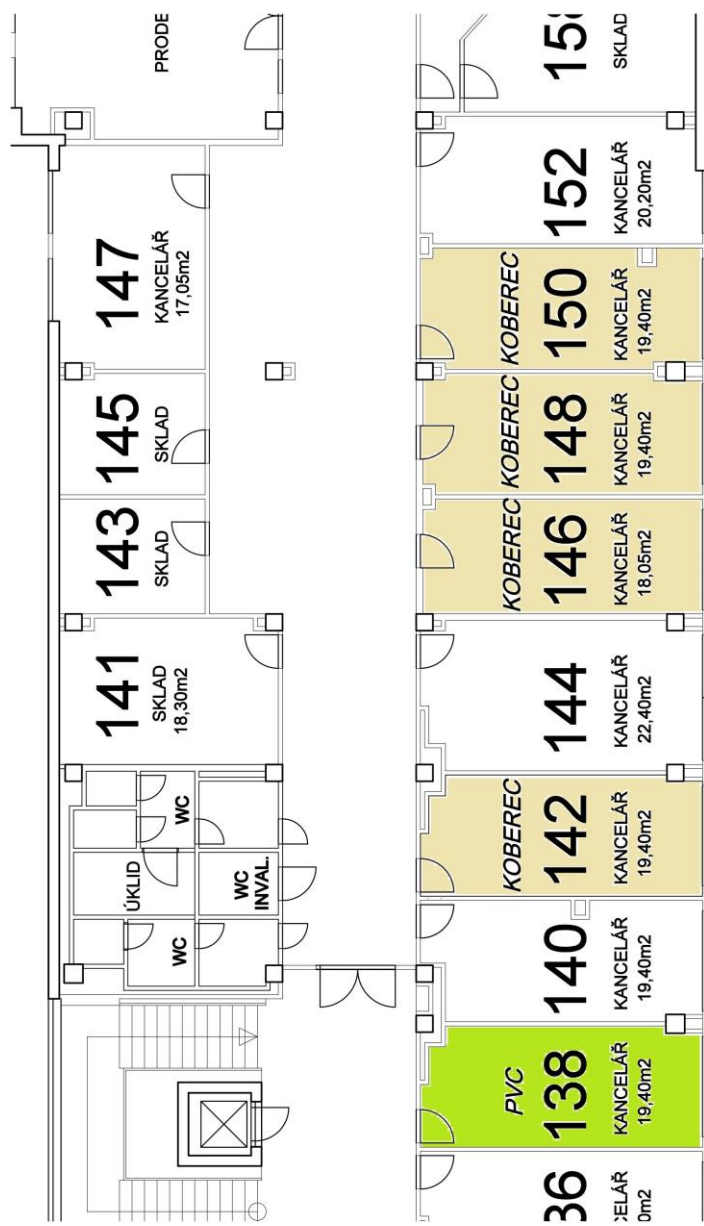 PRODE
158
SKLAD
152
KANCELÁŘ
20,20m2
147
KANCELÁŘ
17,05m2
KOBEREC
150
KANCELÁŘ
19,40m2
145
SKLAD
KOBEREC
148
KANCELÁŘ
19,40m2
143
SKLAD
KOBEREC
146
KANCELÁŘ
18,05m2
141
SKLAD
18,30m2
144
KANCELÁŘ
22,40m2
WC
KOBEREC
142
KANCELÁŘ
19,40m2
ÚKLID
WC
INVAL.
WC
140
KANCELÁŘ
19,40m2
PVC
138
KANCELÁŘ
19,40m2
36
CELÁŘ
0m2